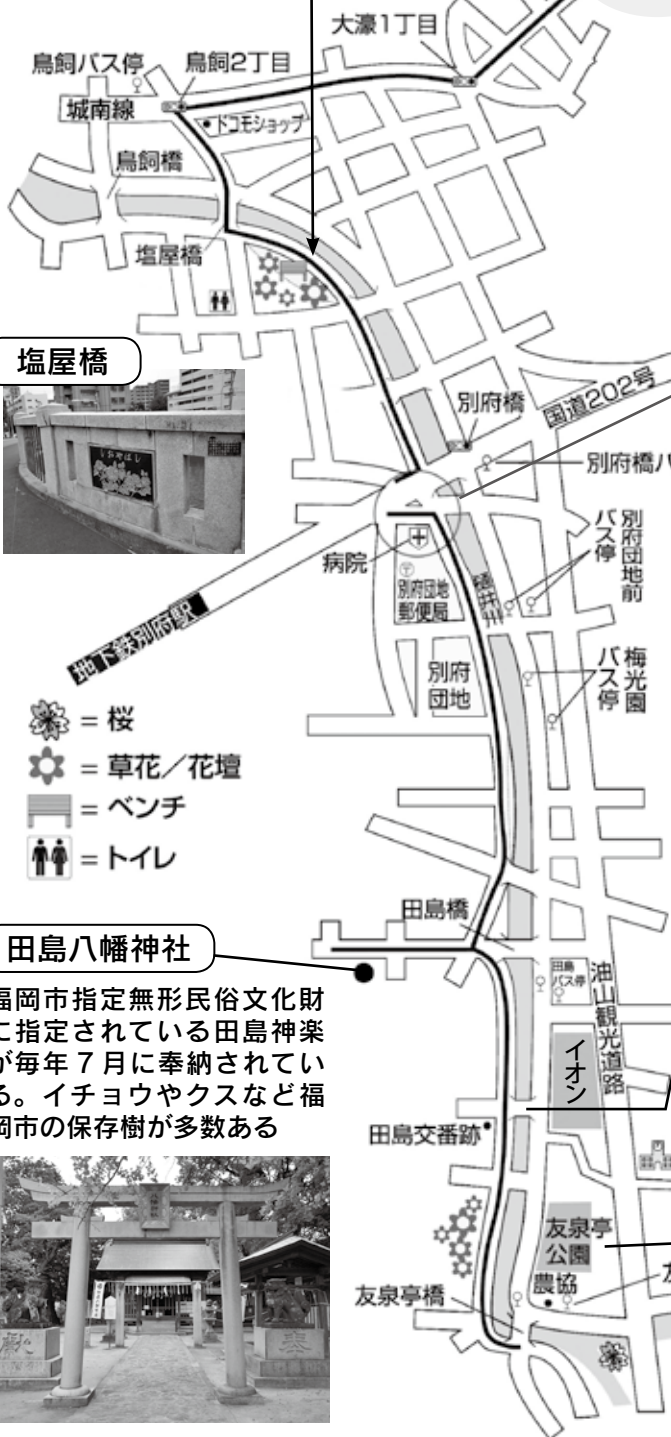 大濠1丁目
鳥飼バス停
鳥飼2丁目
城南線
ドコモショップ
鳥飼橋
塩屋橋
塩屋橋
しおやばし
別府橋
国道202号
別府橋バ
病院
別府団地
郵便局
樋井川
別府団地前
バス停
地下鉄別府駅
別府
団地
梅光園
バス停
= 桜
= 草花／花壇
= ベンチ
= トイレ
田島橋
田島八幡神社
田島
バス停
油山観光道路
福岡市指定無形民俗文化財
に指定されている田島神楽
が毎年７月に奉納されてい
る。イチョウやクスなど福
岡市の保存樹が多数ある
イオン
田島交番跡
友泉亭
公園
農協
友
友泉亭橋
献
奉